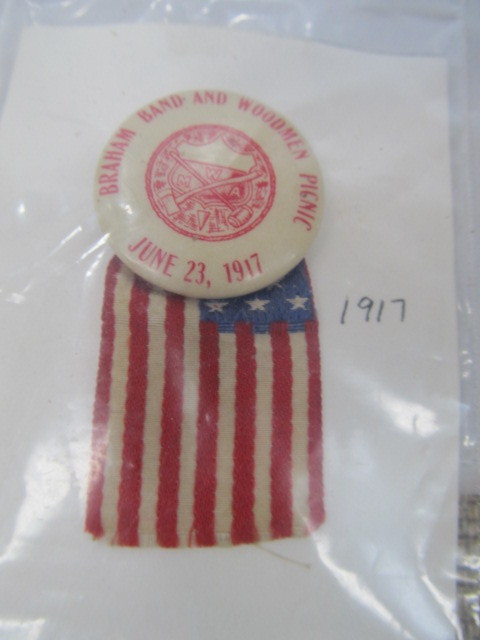 BRAHAM BAND AND WOODMEN PICNIC
JUNE 23, 1917
1917